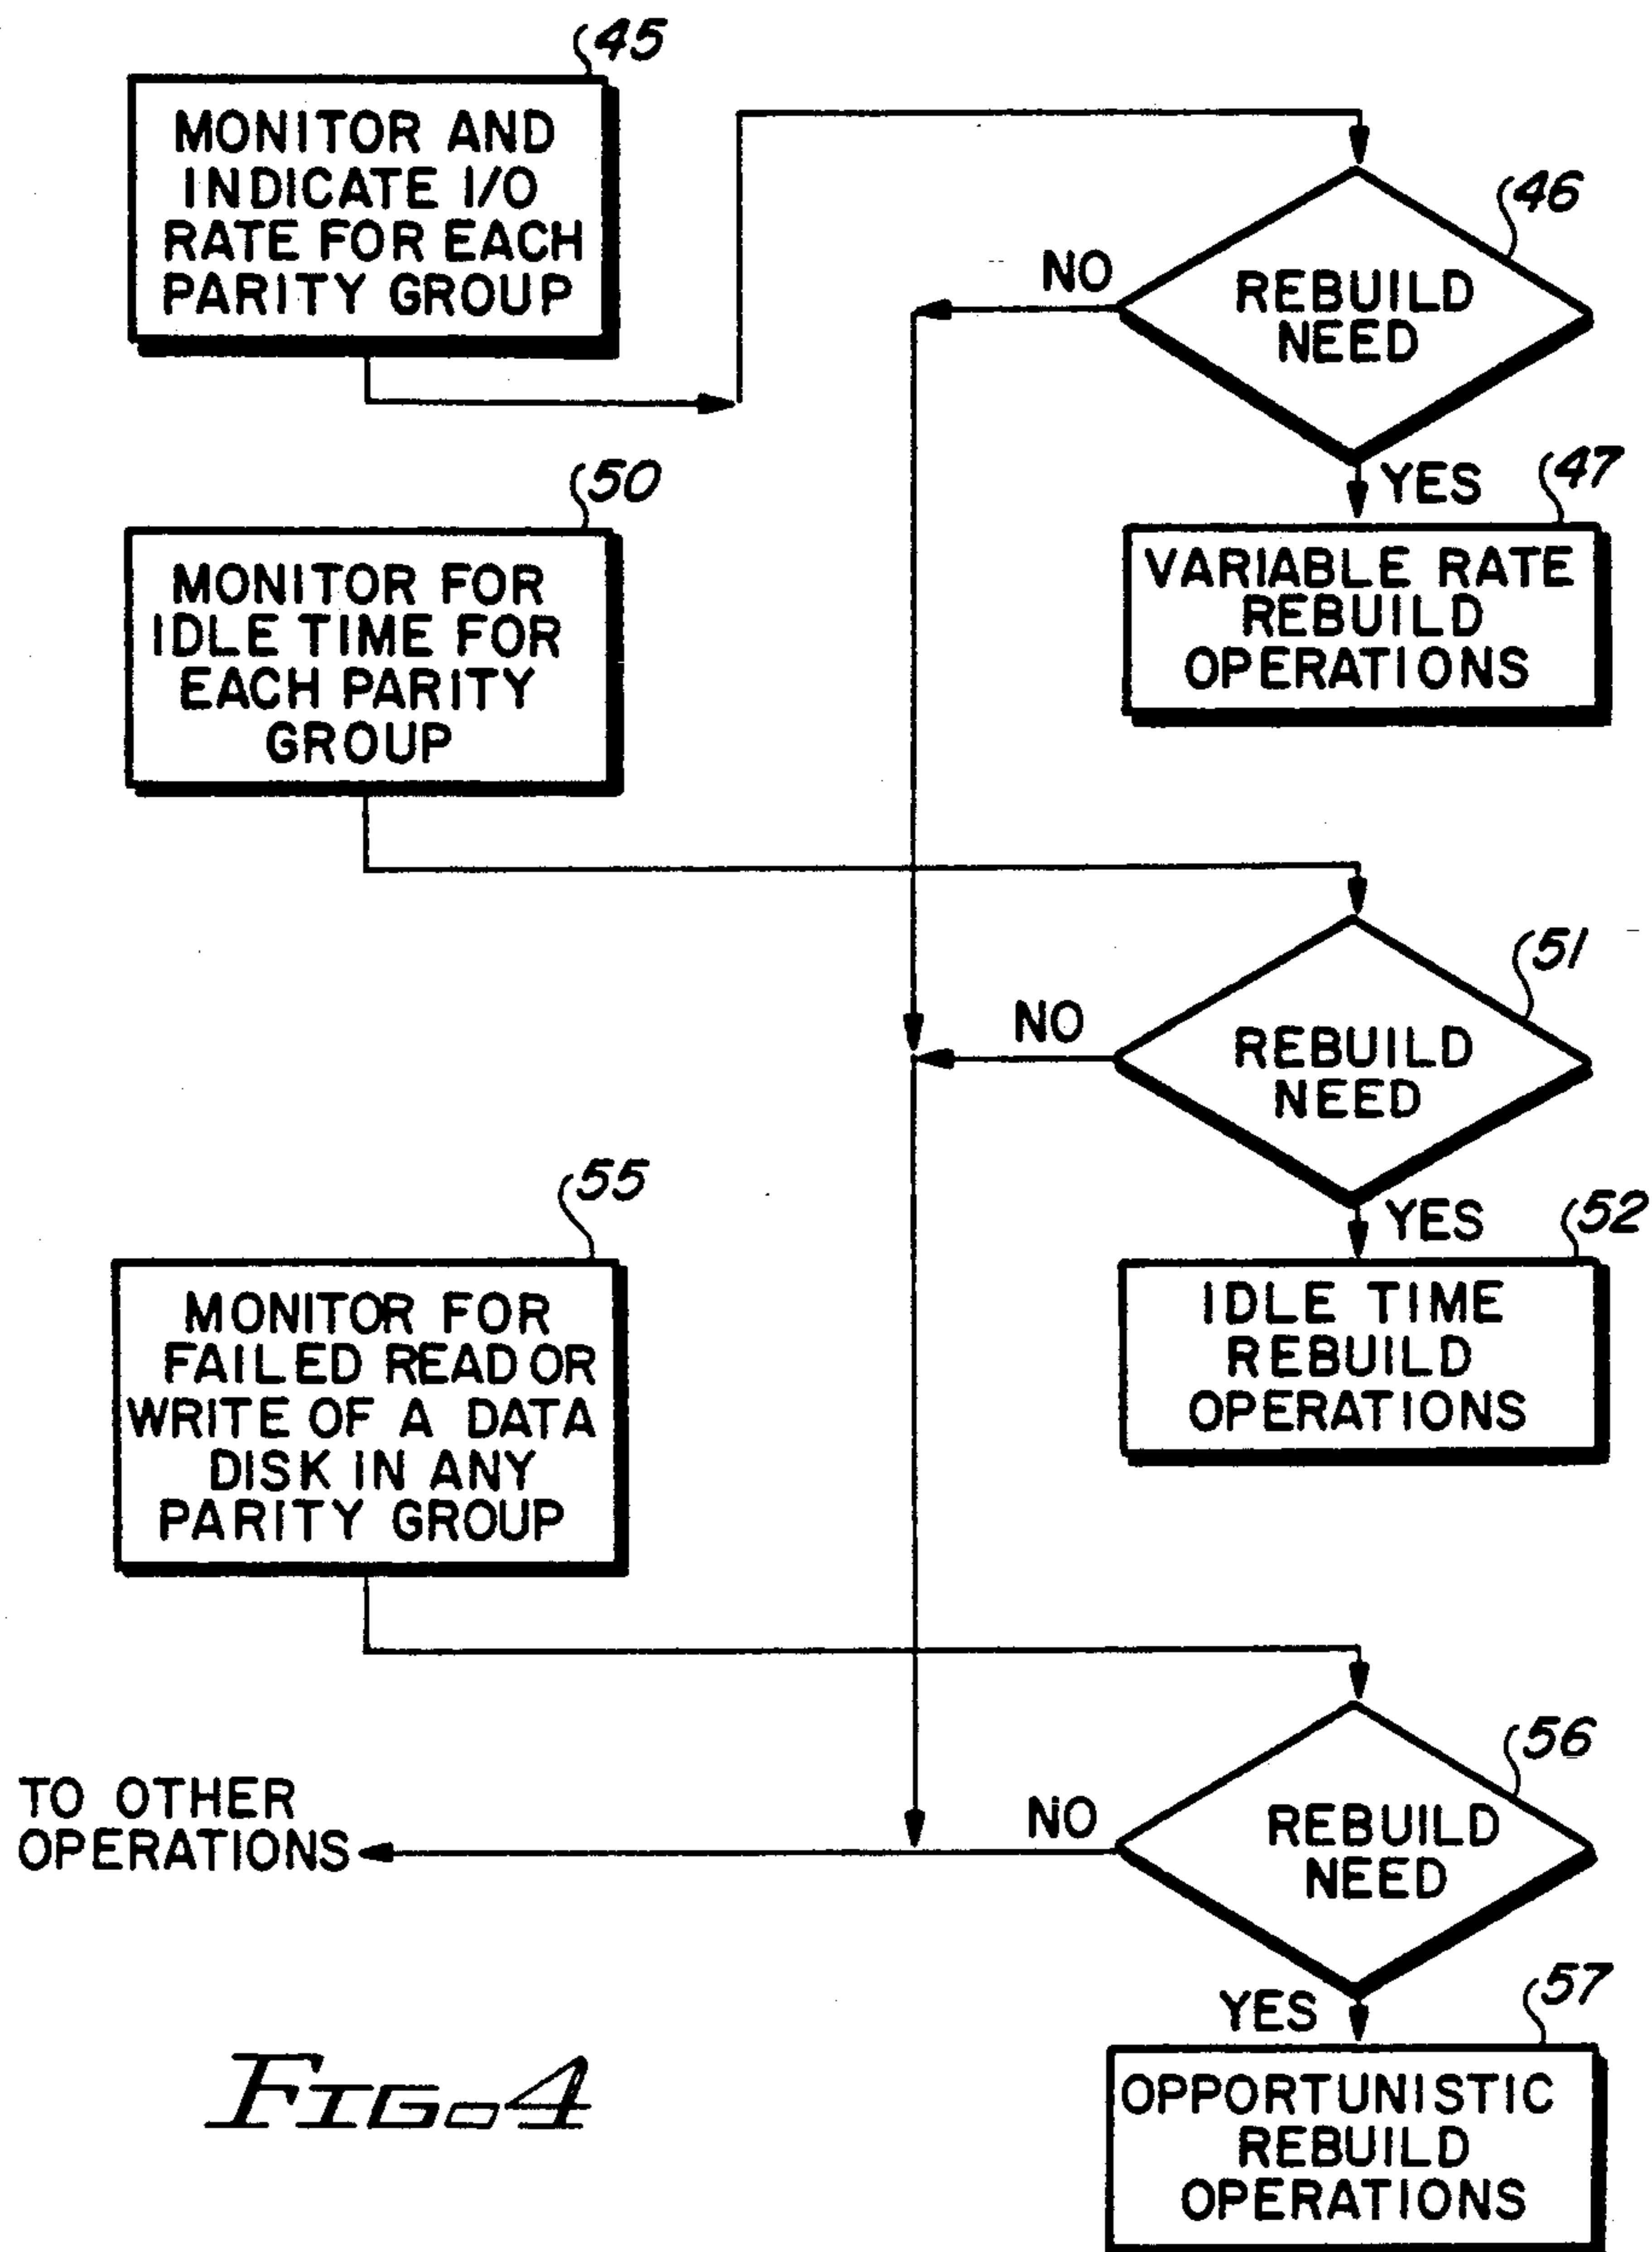 45
MONITOR AND
INDICATE I/O
RATE FOR EACH
PARITY GROUP
46
NO
REBUILD
NEED
YES
47
VARIABLE RATE
REBUILD
OPERATIONS
50
MONITOR FOR
IDLE TIME FOR
EACH PARITY
GROUP
51
NO
REBUILD
NEED
YES
52
IDLE TIME
REBUILD
OPERATIONS
55
MONITOR FOR
FAILED READ OR
WRITE OF A DATA
DISK IN ANY
PARITY GROUP
56
NO
REBUILD
NEED
TO OTHER
OPERATIONS
YES
57
OPPORTUNISTIC
REBUILD
OPERATIONS
FIG. 4